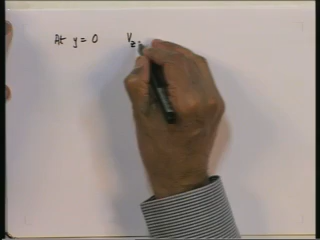 At y = 0 V_z =